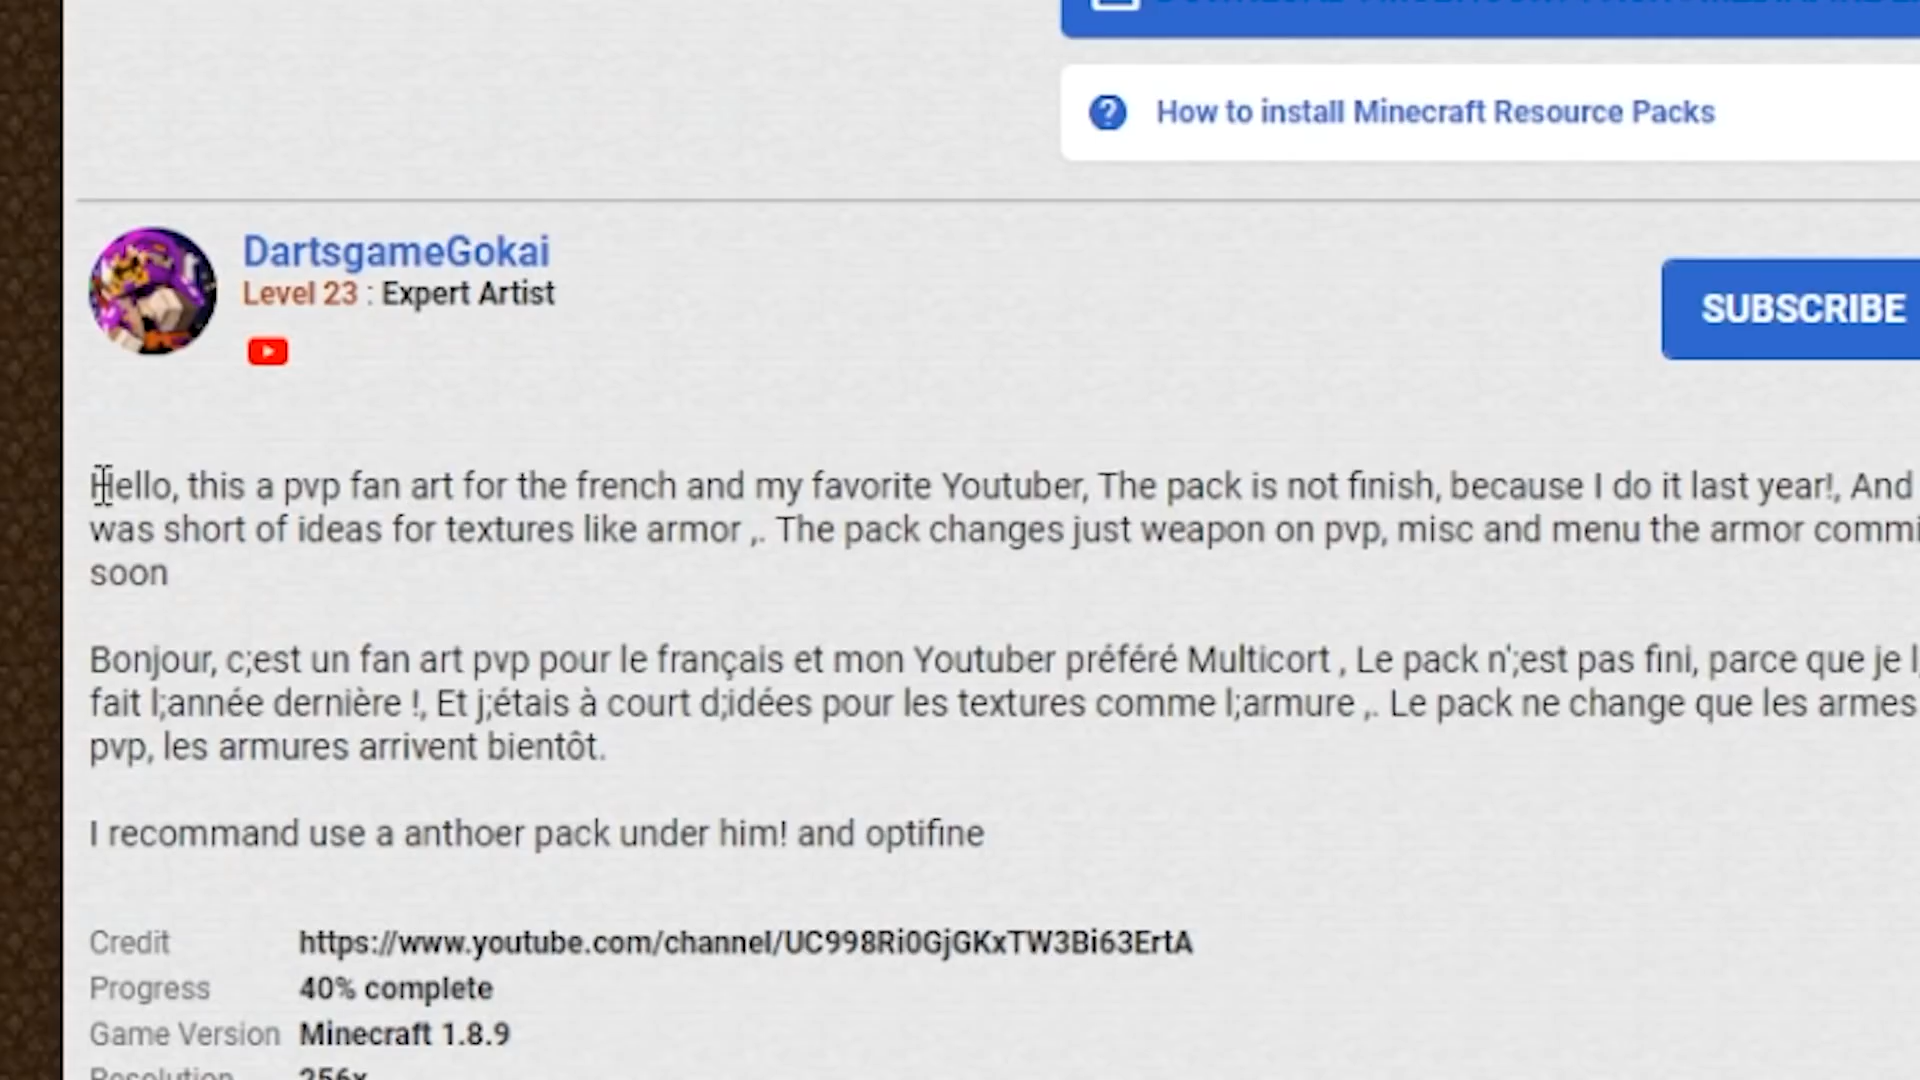 How to install Minecraft Resource Packs
DartsgameGokai
Level 23 : Expert Artist
SUBSCRIBE
Hello, this a pvp fan art for the french and my favorite Youtuber, The pack is not finish, because I do it last year!, And
was short of ideas for textures like armor ,. The pack changes just weapon on pvp, misc and menu the armor
soon
Bonjour, c;est un fan art pvp pour le français et mon Youtuber préféré Multicort , Le pack n';est pas fini, parce que je
fait l;année dernière !, Et j;étais à court d;idées pour les textures comme l;armure ,. Le pack ne change que les armes
pvp, les armures arrivent bientôt.
I recommand use a anthoer pack under him! and optifine
Credit https://www.youtube.com/channel/UC998Ri0GjGKxTW3Bi63ErtA
Progress 40% complete
Game Version Minecraft 1.8.9
Resolution 256x